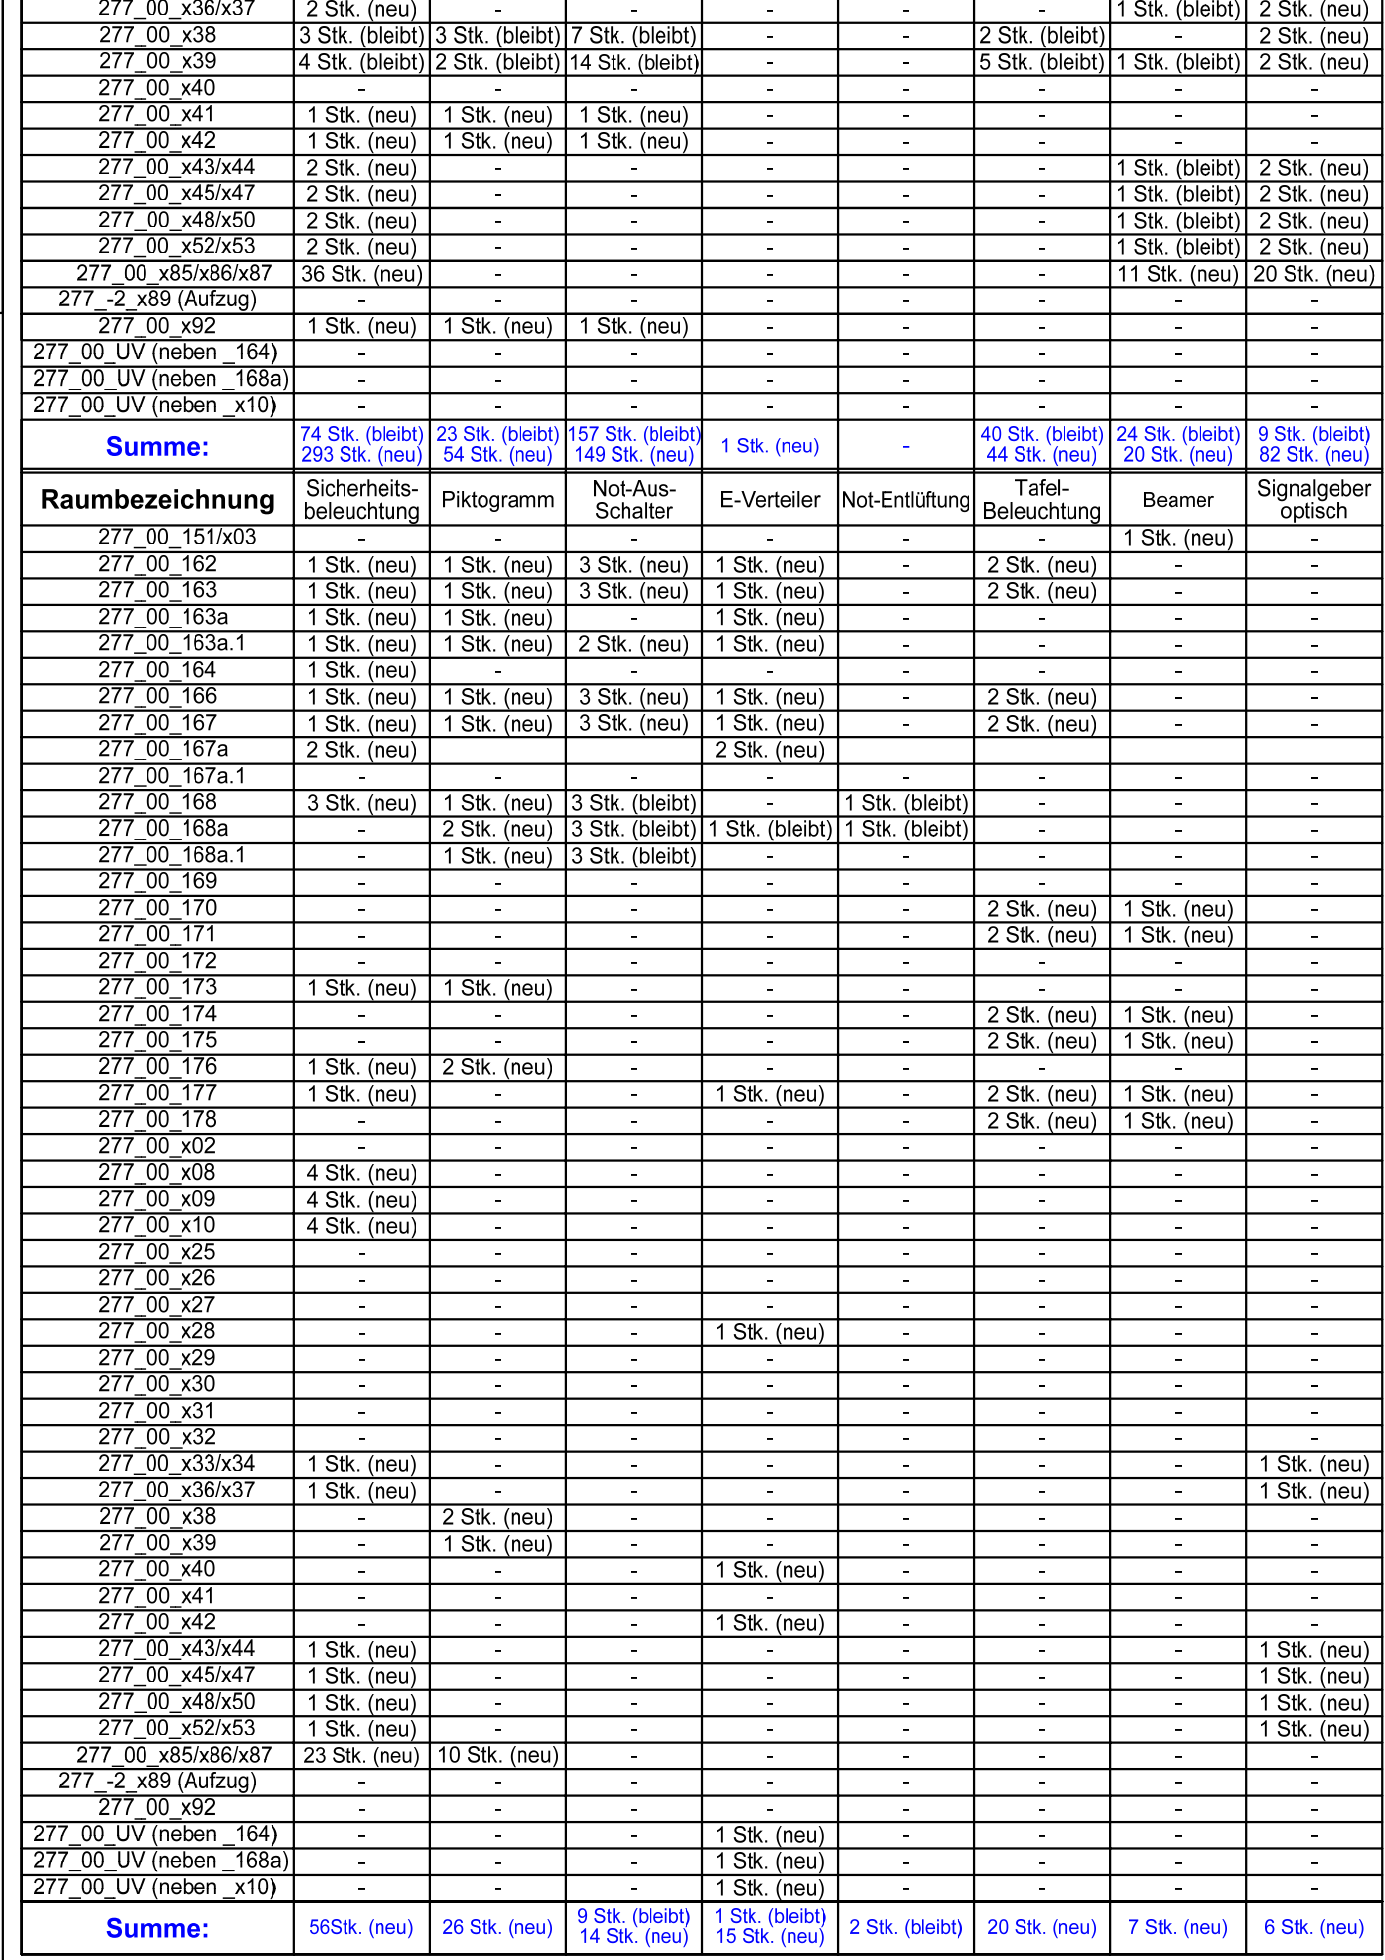 277_00_x36/x37 2 Stk. (neu) - - - - - 1 Stk. (bleibt) 2 Stk. (neu)
277_00_x38 3 Stk. (bleibt) 3 Stk. (bleibt) 7 Stk. (bleibt) - - 2 Stk. (bleibt) - 2 Stk. (neu)
277_00_x39 4 Stk. (bleibt) 2 Stk. (bleibt) 14 Stk. (bleibt) - - 5 Stk. (bleibt) 1 Stk. (bleibt) 2 Stk. (neu)
277_00_x40 - - - - - - - -
277_00_x41 1 Stk. (neu) 1 Stk. (neu) 1 Stk. (neu) - - - - -
277_00_x42 1 Stk. (neu) 1 Stk. (neu) 1 Stk. (neu) - - - - -
277_00_x43/x44 2 Stk. (neu) - - - - - 1 Stk. (bleibt) 2 Stk. (neu)
277_00_x45/x47 2 Stk. (neu) - - - - - 1 Stk. (bleibt) 2 Stk. (neu)
277_00_x48/x50 2 Stk. (neu) - - - - - 1 Stk. (bleibt) 2 Stk. (neu)
277_00_x52/x53 2 Stk. (neu) - - - - - 1 Stk. (bleibt) 2 Stk. (neu)
277_00_x85/x86/x87 36 Stk. (neu) - - - - - 11 Stk. (neu) 20 Stk. (neu)
277_-2_x89 (Aufzug) - - - - - - - -
277_00_x92 1 Stk. (neu) 1 Stk. (neu) 1 Stk. (neu) - - - - -
277_00_UV (neben _164) - - - - - - - -
277_00_UV (neben _168a) - - - - - - - -
277_00_UV (neben _x10) - - - - - - - -
74 Stk. (bleibt) 23 Stk. (bleibt) 157 Stk. (bleibt) 40 Stk. (bleibt) 24 Stk. (bleibt) 9 Stk. (bleibt)
Summe: 1 Stk. (neu) -
293 Stk. (neu) 54 Stk. (neu) 149 Stk. (neu) 44 Stk. (neu) 20 Stk. (neu) 82 Stk. (neu)
Sicherheits- Not-Aus- Tafel- Signalgeber
Raumbezeichnung Piktogramm E-Verteiler Not-Entlüftung Beamer
beleuchtung Schalter Beleuchtung optisch
277_00_151/x03 - - - - - - 1 Stk. (neu) -
277_00_162 1 Stk. (neu) 1 Stk. (neu) 3 Stk. (neu) 1 Stk. (neu) - 2 Stk. (neu) - -
277_00_163 1 Stk. (neu) 1 Stk. (neu) 3 Stk. (neu) 1 Stk. (neu) - 2 Stk. (neu) - -
277_00_163a 1 Stk. (neu) 1 Stk. (neu) - 1 Stk. (neu) - - - -
277_00_163a.1 1 Stk. (neu) 1 Stk. (neu) 2 Stk. (neu) 1 Stk. (neu) - - - -
277_00_164 1 Stk. (neu) - - - - - - -
277_00_166 1 Stk. (neu) 1 Stk. (neu) 3 Stk. (neu) 1 Stk. (neu) - 2 Stk. (neu) - -
277_00_167 1 Stk. (neu) 1 Stk. (neu) 3 Stk. (neu) 1 Stk. (neu) - 2 Stk. (neu) - -
277_00_167a 2 Stk. (neu) 2 Stk. (neu)
277_00_167a.1 - - - - - - - -
277_00_168 3 Stk. (neu) 1 Stk. (neu) 3 Stk. (bleibt) - 1 Stk. (bleibt) - - -
277_00_168a - 2 Stk. (neu) 3 Stk. (bleibt) 1 Stk. (bleibt) 1 Stk. (bleibt) - - -
277_00_168a.1 - 1 Stk. (neu) 3 Stk. (bleibt) - - - - -
277_00_169 - - - - - - - -
277_00_170 - - - - - 2 Stk. (neu) 1 Stk. (neu) -
277_00_171 - - - - - 2 Stk. (neu) 1 Stk. (neu) -
277_00_172 - - - - - - - -
277_00_173 1 Stk. (neu) 1 Stk. (neu) - - - - - -
277_00_174 - - - - - 2 Stk. (neu) 1 Stk. (neu) -
277_00_175 - - - - - 2 Stk. (neu) 1 Stk. (neu) -
277_00_176 1 Stk. (neu) 2 Stk. (neu) - - - - - -
277_00_177 1 Stk. (neu) - - 1 Stk. (neu) - 2 Stk. (neu) 1 Stk. (neu) -
277_00_178 - - - - - 2 Stk. (neu) 1 Stk. (neu) -
277_00_x02 - - - - - - - -
277_00_x08 4 Stk. (neu) - - - - - - -
277_00_x09 4 Stk. (neu) - - - - - - -
277_00_x10 4 Stk. (neu) - - - - - - -
277_00_x25 - - - - - - - -
277_00_x26 - - - - - - - -
277_00_x27 - - - - - - - -
277_00_x28 - - - 1 Stk. (neu) - - - -
277_00_x29 - - - - - - - -
277_00_x30 - - - - - - - -
277_00_x31 - - - - - - - -
277_00_x32 - - - - - - - -
277_00_x33/x34 1 Stk. (neu) - - - - - - 1 Stk. (neu)
277_00_x36/x37 1 Stk. (neu) - - - - - - 1 Stk. (neu)
277_00_x38 - 2 Stk. (neu) - - - - - -
277_00_x39 - 1 Stk. (neu) - - - - - -
277_00_x40 - - - 1 Stk. (neu) - - - -
277_00_x41 - - - - - - - -
277_00_x42 - - - 1 Stk. (neu) - - - -
277_00_x43/x44 1 Stk. (neu) - - - - - - 1 Stk. (neu)
277_00_x45/x47 1 Stk. (neu) - - - - - - 1 Stk. (neu)
277_00_x48/x50 1 Stk. (neu) - - - - - - 1 Stk. (neu)
277_00_x52/x53 1 Stk. (neu) - - - - - - 1 Stk. (neu)
277_00_x85/x86/x87 23 Stk. (neu) 10 Stk. (neu) - - - - - -
277_-2_x89 (Aufzug) - - - - - - - -
277_00_x92 - - - - - - - -
277_00_UV (neben _164) - - - 1 Stk. (neu) - - - -
277_00_UV (neben _168a) - - - 1 Stk. (neu) - - - -
277_00_UV (neben _x10) - - - 1 Stk. (neu) - - - -
9 Stk. (bleibt) 1 Stk. (bleibt)
Summe: 56Stk. (neu) 26 Stk. (neu) 2 Stk. (bleibt) 20 Stk. (neu) 7 Stk. (neu) 6 Stk. (neu)
14 Stk. (neu) 15 Stk. (neu)